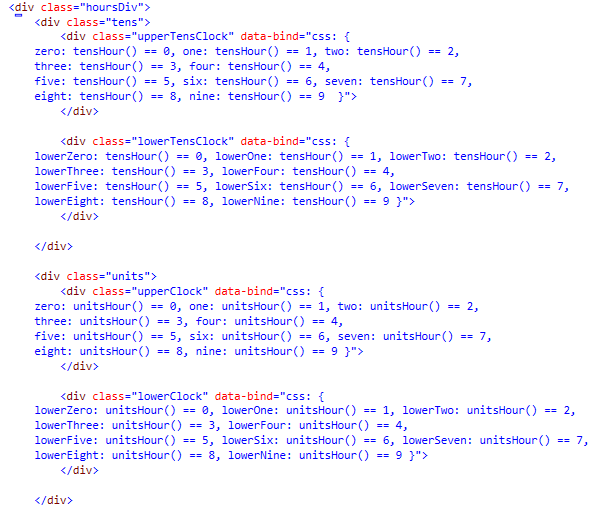 <div class="hoursDiv">
<div class="tens">
<div class="upperTensClock" data-bind="css: {
zero: tensHour() == 0, one: tensHour() == 1, two: tensHour() == 2,
three: tensHour() == 3, four: tensHour() == 4,
five: tensHour() == 5, six: tensHour() == 6, seven: tensHour() == 7,
eight: tensHour() == 8, nine: tensHour() == 9  }">
</div>
<div class="lowerTensClock" data-bind="css: {
lowerZero: tensHour() == 0, lowerOne: tensHour() == 1, lowerTwo: tensHour() == 2,
lowerThree: tensHour() == 3, lowerFour: tensHour() == 4,
lowerFive: tensHour() == 5, lowerSix: tensHour() == 6, lowerSeven: tensHour() == 7,
lowerEight: tensHour() == 8, lowerNine: tensHour() == 9 }">
</div>
</div>
<div class="units">
<div class="upperClock" data-bind="css: {
zero: unitsHour() == 0, one: unitsHour() == 1, two: unitsHour() == 2,
three: unitsHour() == 3, four: unitsHour() == 4,
five: unitsHour() == 5, six: unitsHour() == 6, seven: unitsHour() == 7,
eight: unitsHour() == 8, nine: unitsHour() == 9 }">
</div>
<div class="lowerClock" data-bind="css: {
lowerZero: unitsHour() == 0, lowerOne: unitsHour() == 1, lowerTwo: unitsHour() == 2,
lowerThree: unitsHour() == 3, lowerFour: unitsHour() == 4,
lowerFive: unitsHour() == 5, lowerSix: unitsHour() == 6, lowerSeven: unitsHour() == 7,
lowerEight: unitsHour() == 8, lowerNine: unitsHour() == 9 }">
</div>
</div>